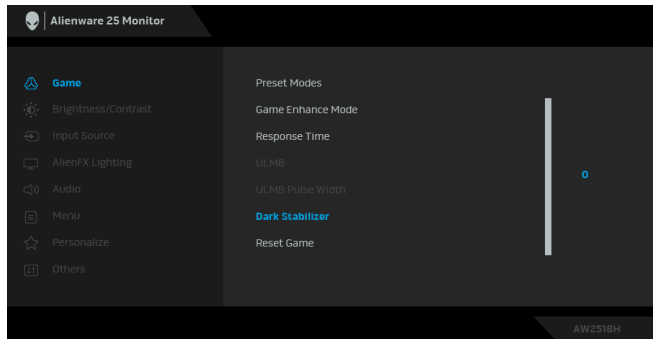 Alienware 25 Monitor
Game
Brightness/Contrast
Input Source
AlienFX Lighting
Audio
Menu
Personalize
Others
Preset Modes
Game Enhance Mode
Response Time
ULMB
ULMB Pulse Width
Dark Stabilizer
Reset Game
0
AW2518H